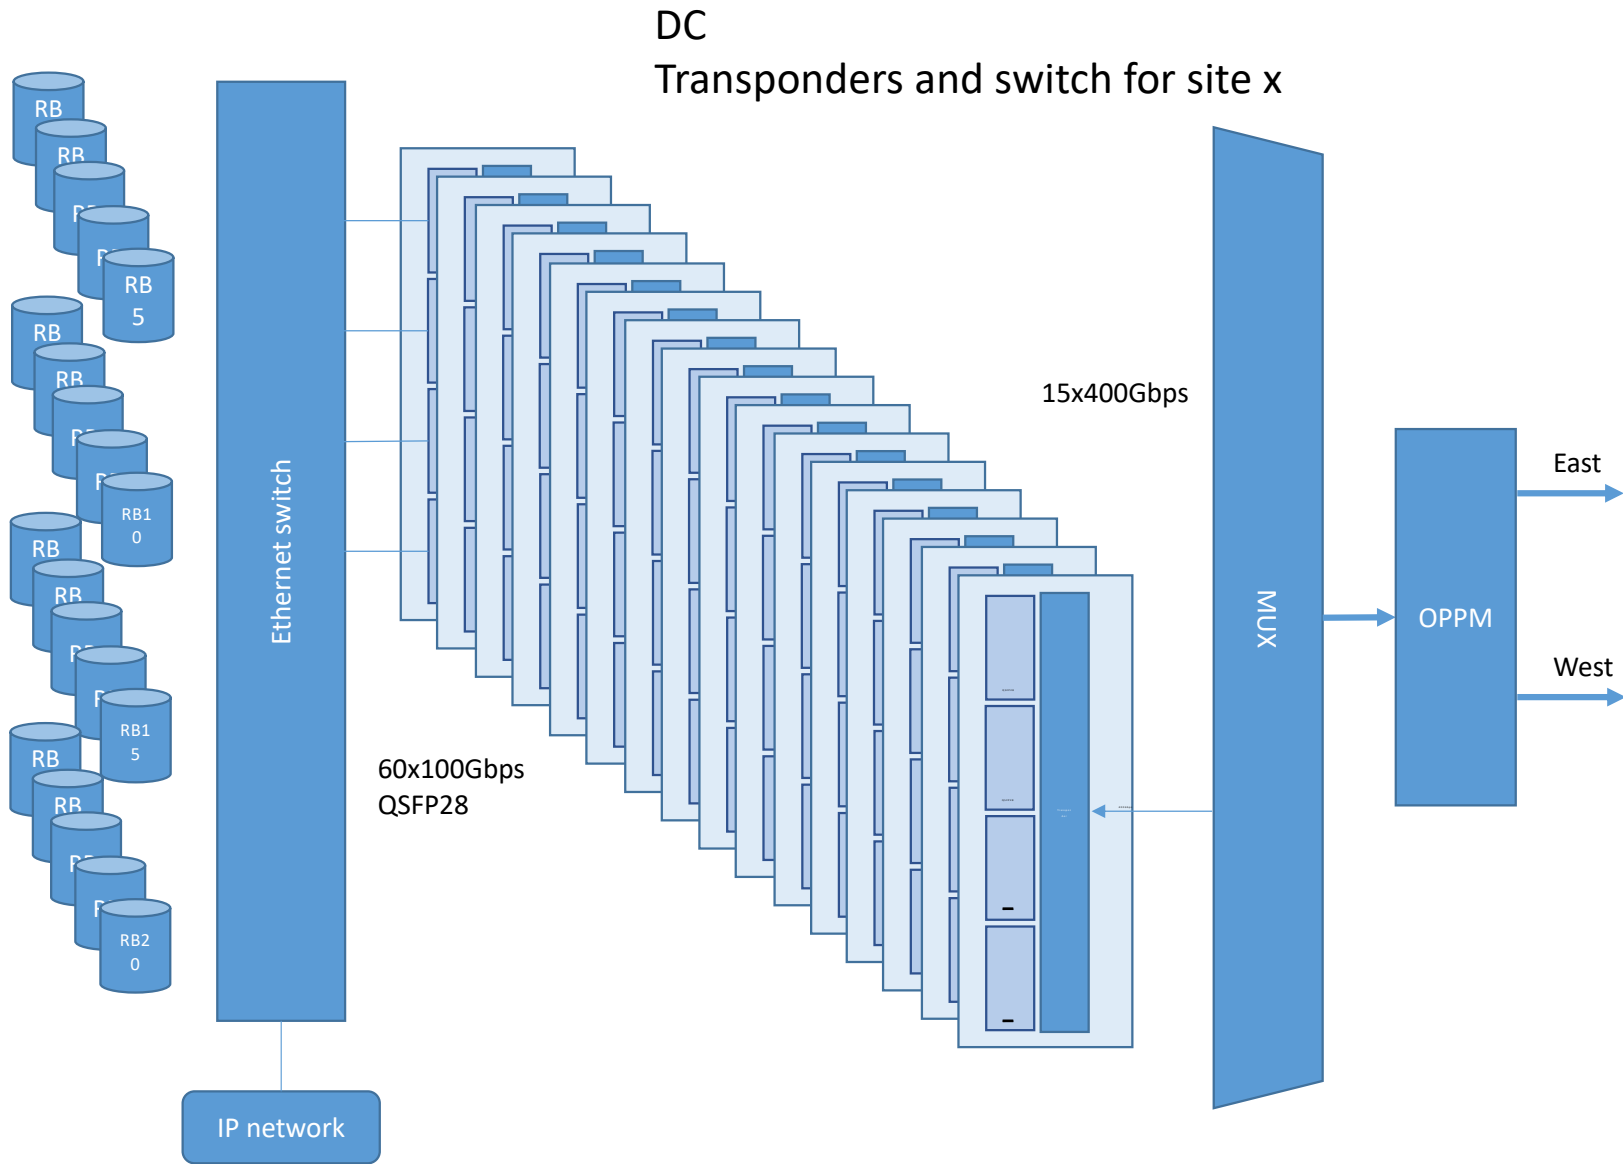 DC
Transponders and switch for site x
RB
RB
RB
5
RB
RB
RB1
0
RB
RB
RB1
5
RB
RB
RB2
0
Ethernet switch
IP network
60x100Gbps
QSFP28
15x400Gbps
MUX
OPPM
East
West